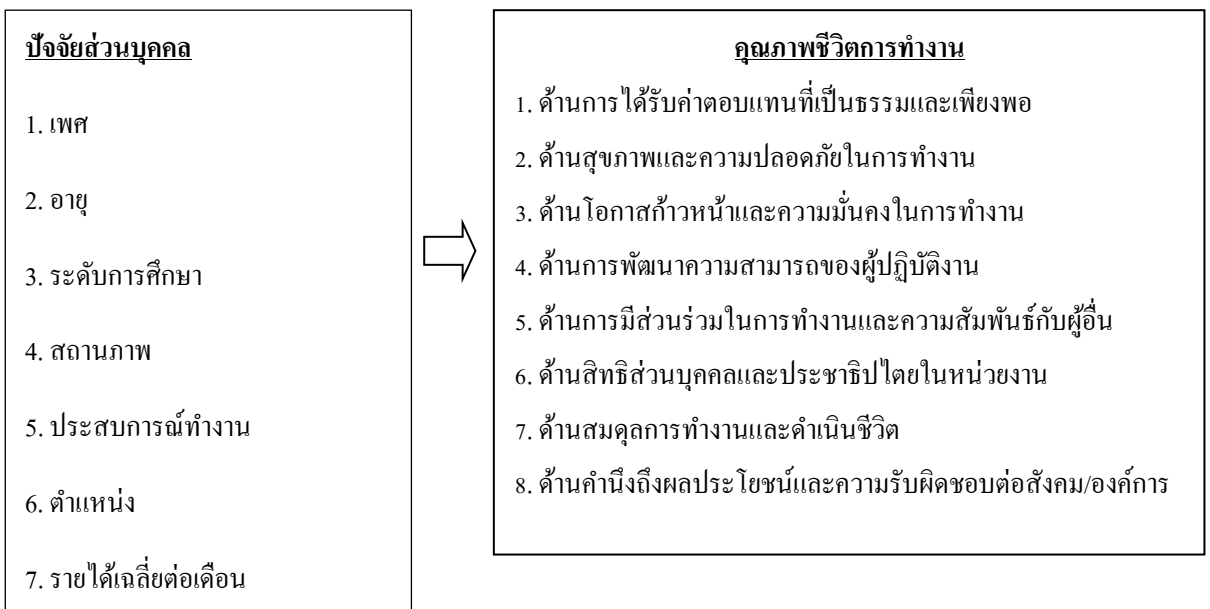 ปัจจัยส่วนบุคคล
1. เพศ
2. อายุ
3. ระดับการศึกษา
4. สถานภาพ
5. ประสบการณ์ทำงาน
6. ตำแหน่ง
7. รายได้เฉลี่ยต่อเดือน
คุณภาพชีวิตการทำงาน
1. ด้านการได้รับค่าตอบแทนที่เป็นธรรมและเพียงพอ
2. ด้านสุขภาพและความปลอดภัยในการทำงาน
3. ด้านโอกาสก้าวหน้าและความมั่นคงในการทำงาน
4. ด้านการพัฒนาความสามารถของผู้ปฏิบัติงาน
5. ด้านการมีส่วนร่วมในการทำงานและความสัมพันธ์กับผู้อื่น
6. ด้านสิทธิส่วนบุคคลและประชาธิปไตยในหน่วยงาน
7. ด้านสมดุลการทำงานและดำเนินชีวิต
8. ด้านคำนึงถึงผลประโยชน์และความรับผิดชอบต่อสังคม/องค์การ